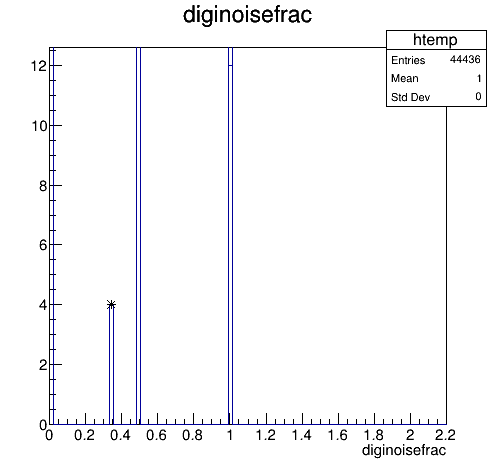 diginoisefrac
htemp
Entries 44436
Mean 1
Std Dev 0
12
10
8
6
4
2
0
0 0.2 0.4 0.6 0.8 1 1.2 1.4 1.6 1.8 2 2.2
diginoisefrac